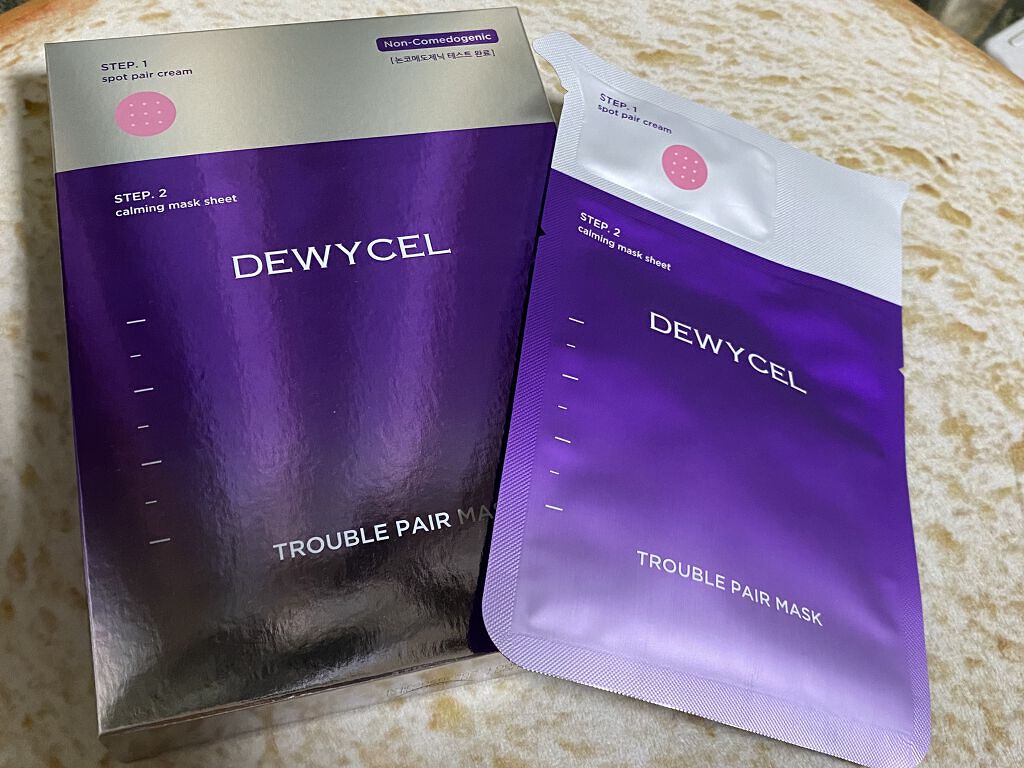 STEP. 1
spot pair cream
Non-Comedogenic
[논코메도제닉 테스트 완료]
STEP. 2
calming mask sheet
DEWYCEL
TROUBLE PAIR MAS
STEP. 1
spot pair cream
STEP. 2
calming mask sheet
DEWYCEL
TROUBLE PAIR MASK